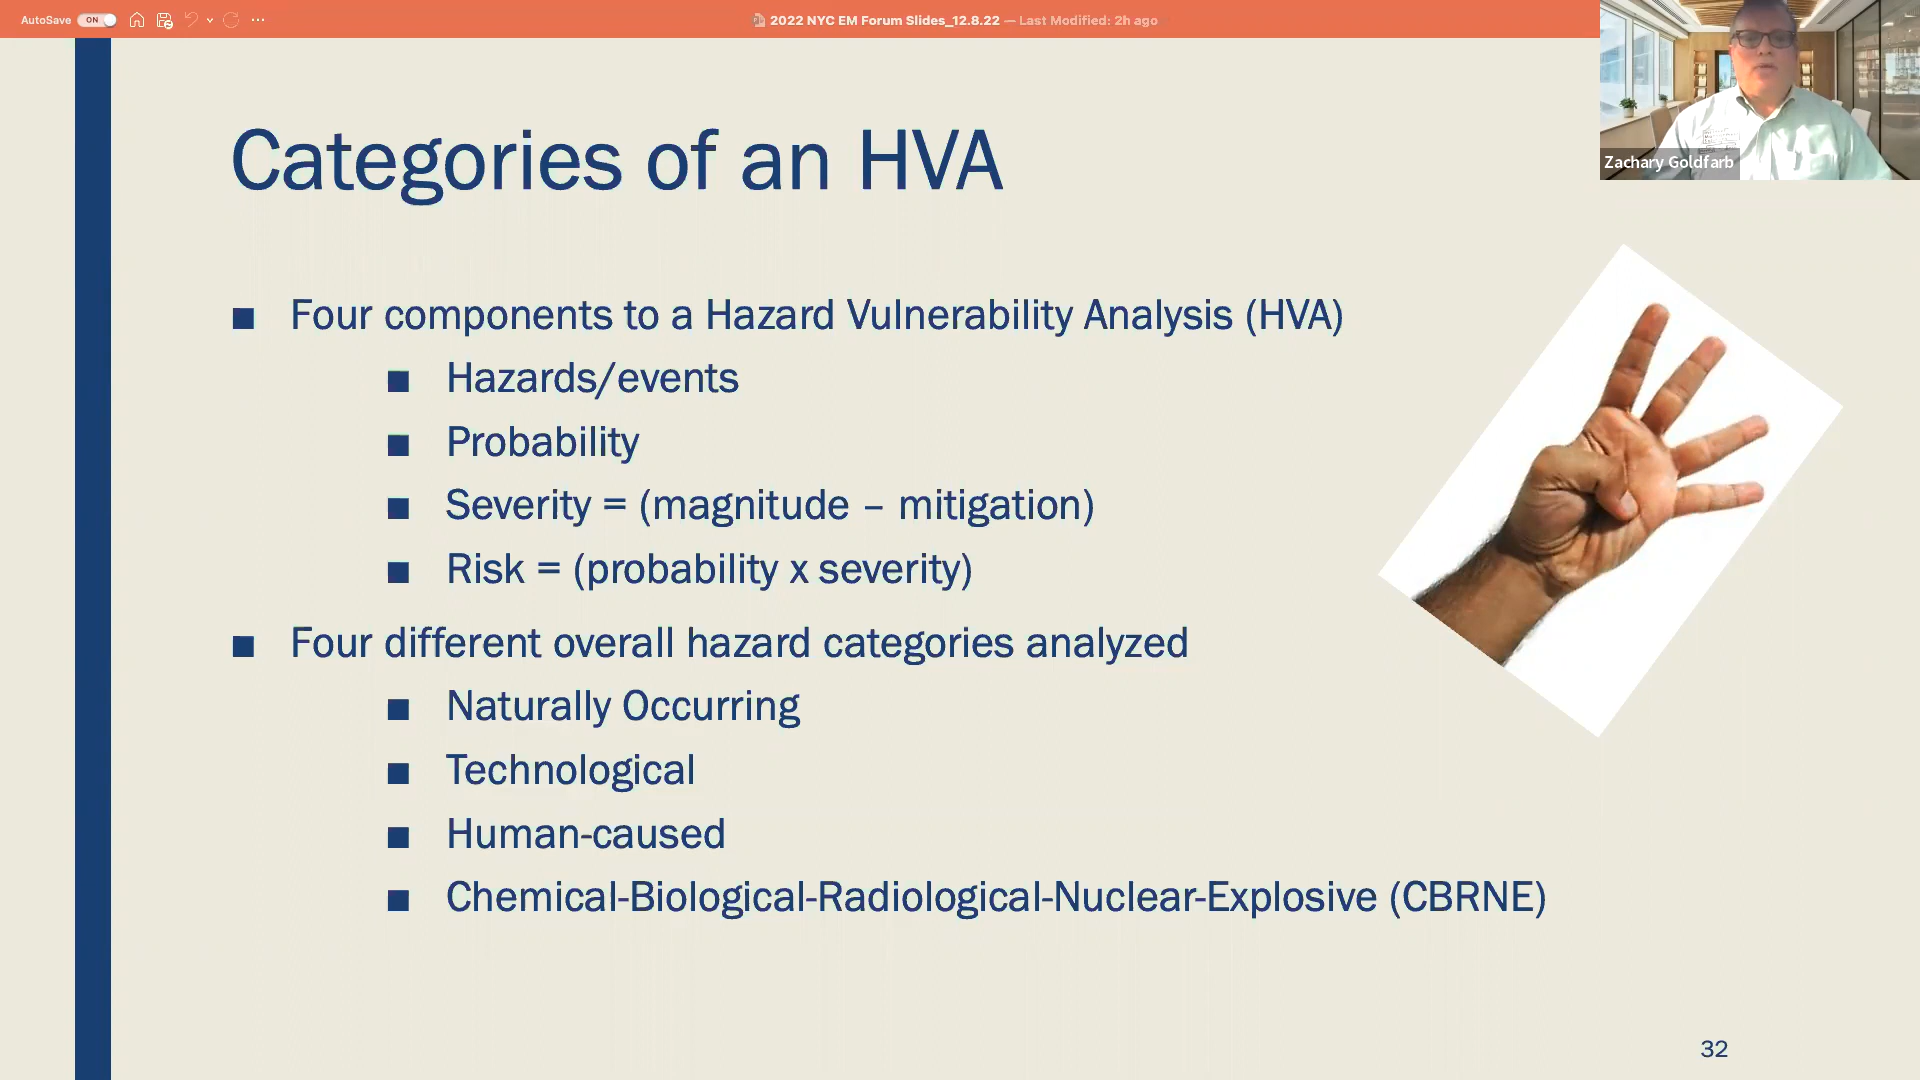 AutoSave ON
2022 NYC EM Forum Slides_12.8.22 — Last Modified: 2h ago
Zachary Goldfarb
Categories of an HVA
Four components to a Hazard Vulnerability Analysis (HVA)
Hazards/events
Probability
Severity = (magnitude – mitigation)
Risk = (probability x severity)
Four different overall hazard categories analyzed
Naturally Occurring
Technological
Human-caused
Chemical-Biological-Radiological-Nuclear-Explosive (CBRNE)
32